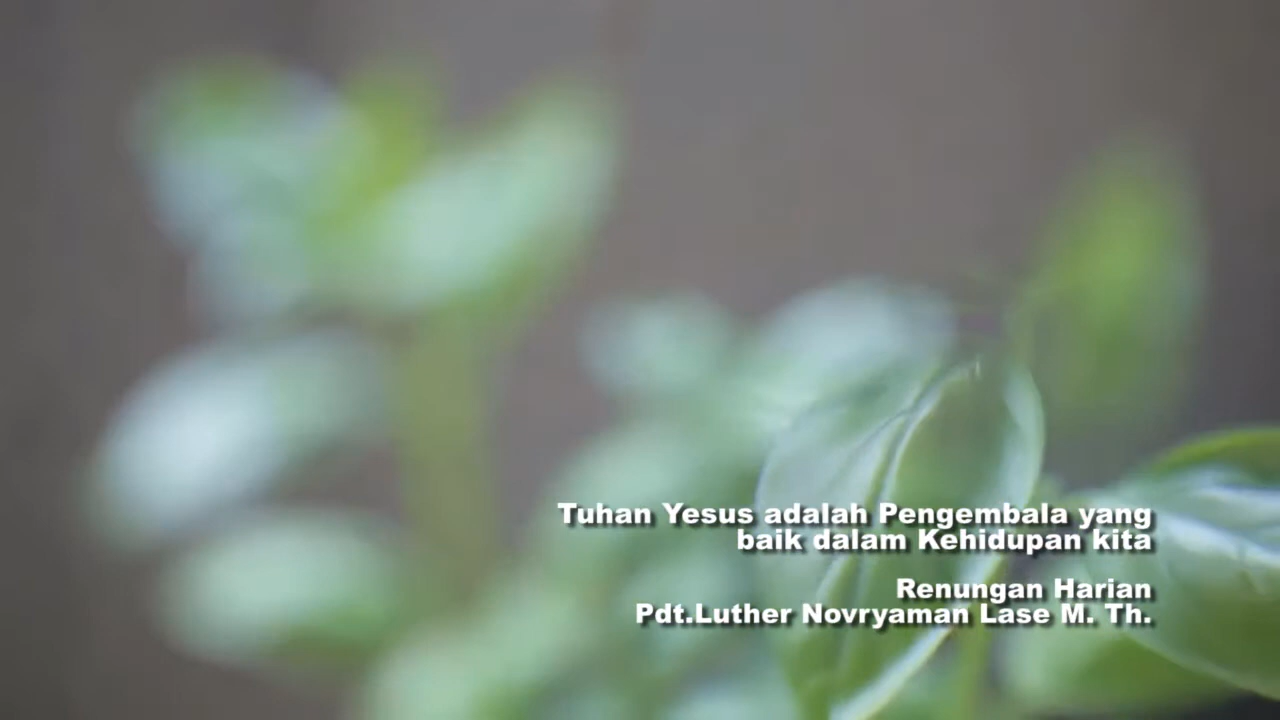 Tuhan Yesus adalah Pengembala yang
baik dalam Kehidupan kita
Renungan Harian
Pdt.Luther Novryaman Lase M. Th.